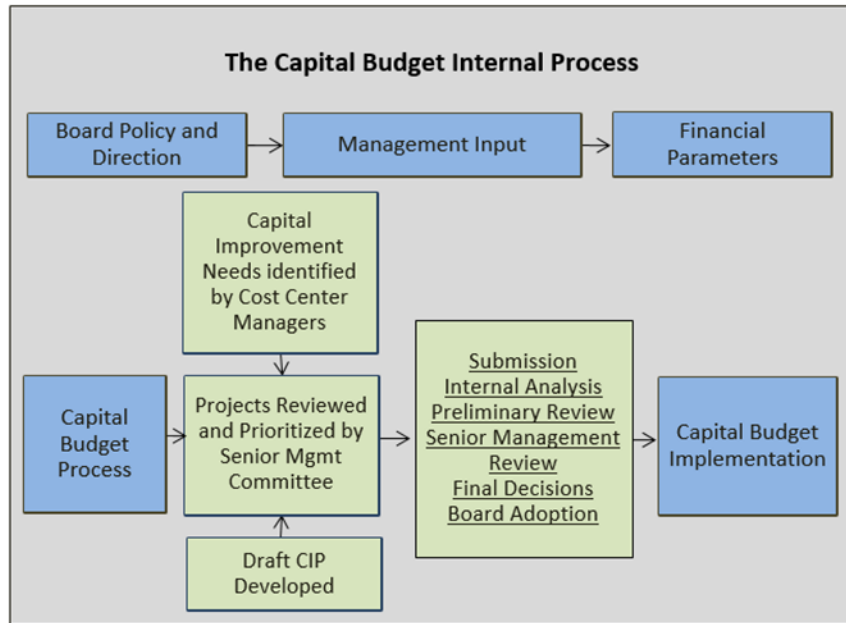 The Capital Budget Internal Process
Board Policy and
Direction
Management Input
Financial
Parameters
Capital
Improvement
Needs identified
by Cost Center
Managers
Capital
Budget
Process
Projects Reviewed
and Prioritized by
Senior Mgmt
Committee
Submission
Internal Analysis
Preliminary Review
Senior Management
Review
Final Decisions
Board Adoption
Capital Budget
Implementation
Draft CIP
Developed